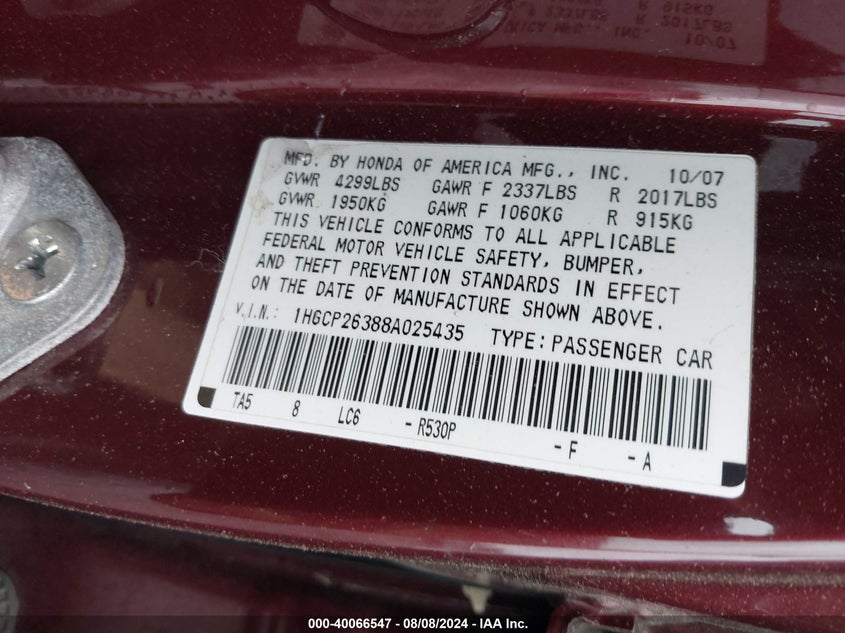 MFD. BY HONDA OF AMERICA MFG., INC. 10/07
GVWR 4299LBS GAWR F 2337LBS R 2017LBS
GVWR 1950KG GAWR F 1060KG R 915KG
THIS VEHICLE CONFORMS TO ALL APPLICABLE
FEDERAL MOTOR VEHICLE SAFETY, BUMPER,
AND THEFT PREVENTION STANDARDS IN EFFECT
ON THE DATE OF MANUFACTURE SHOWN ABOVE.
V.I.N.: 1HGCP26388A025435 TYPE:PASSENGER CAR
TA5 8 LC6 -R530P -F -A
000-40066547 — 08/08/2024 — IAA Inc.